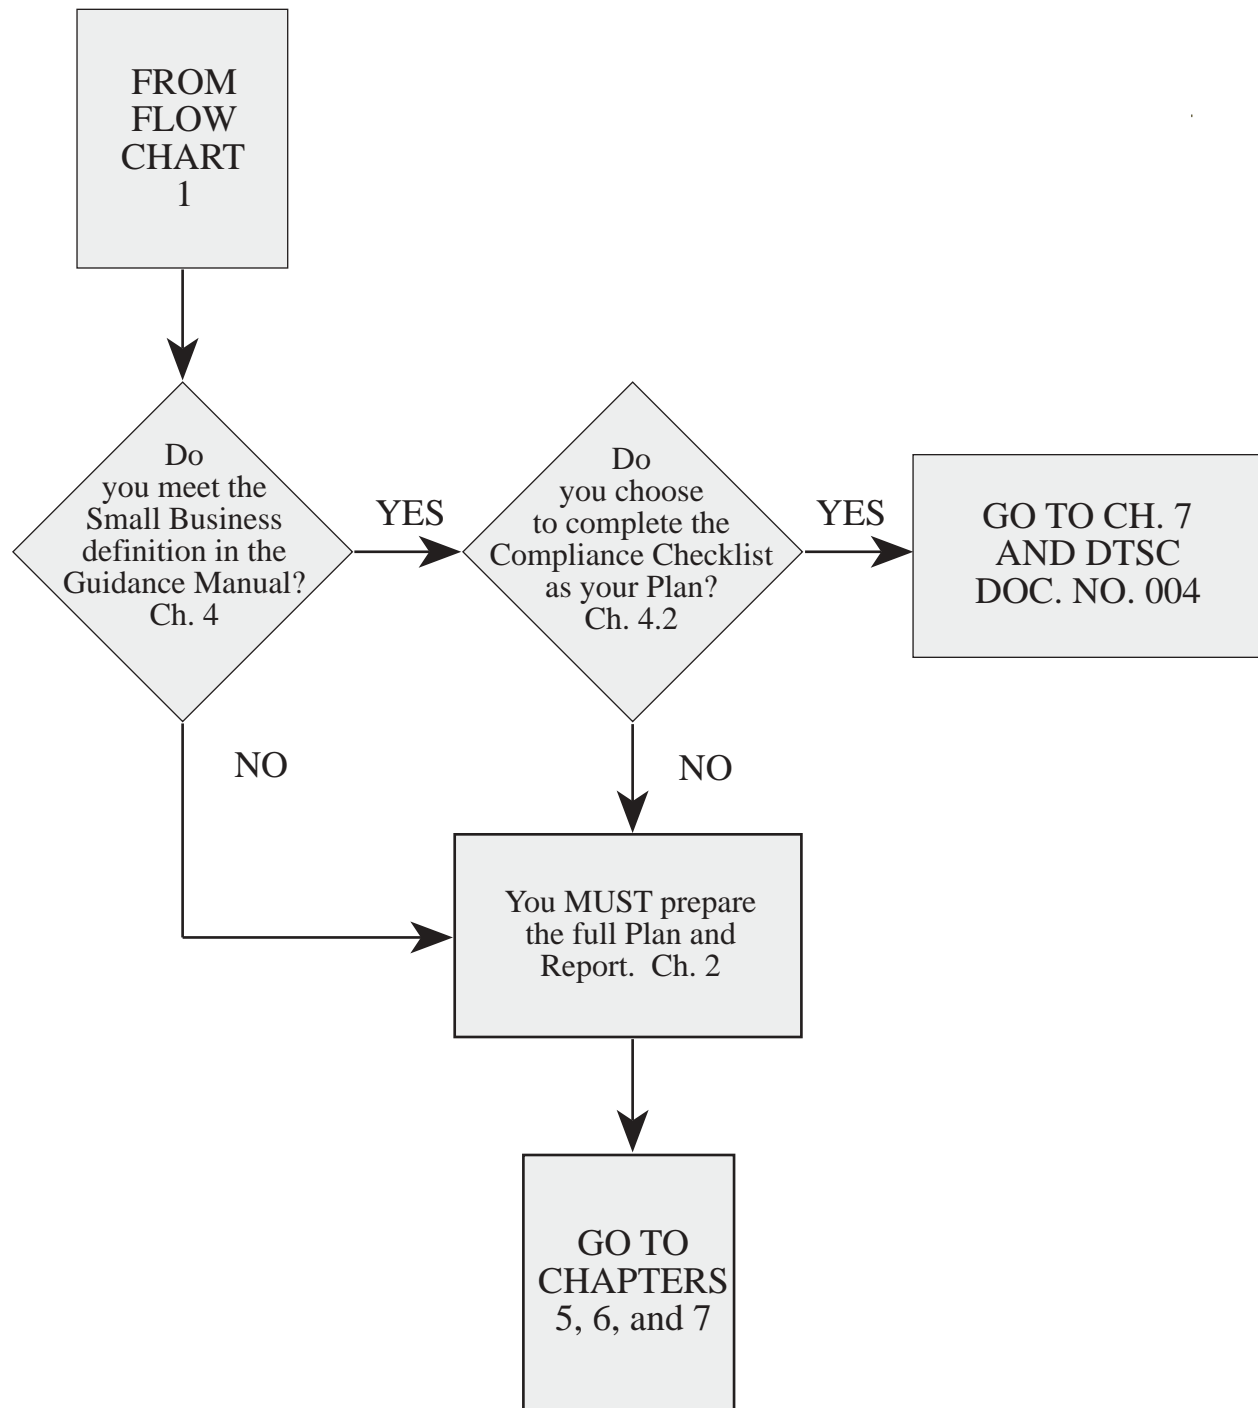 FROM
FLOW
CHART
1
Do
you meet the
Small Business
definition in the
Guidance Manual?
Ch. 4
YES
Do
you choose
to complete the
Compliance Checklist
as your Plan?
Ch. 4.2
YES
GO TO CH. 7
AND DTSC
DOC. NO. 004
NO
NO
You MUST prepare
the full Plan and
Report. Ch. 2
GO TO
CHAPTERS
5, 6, and 7